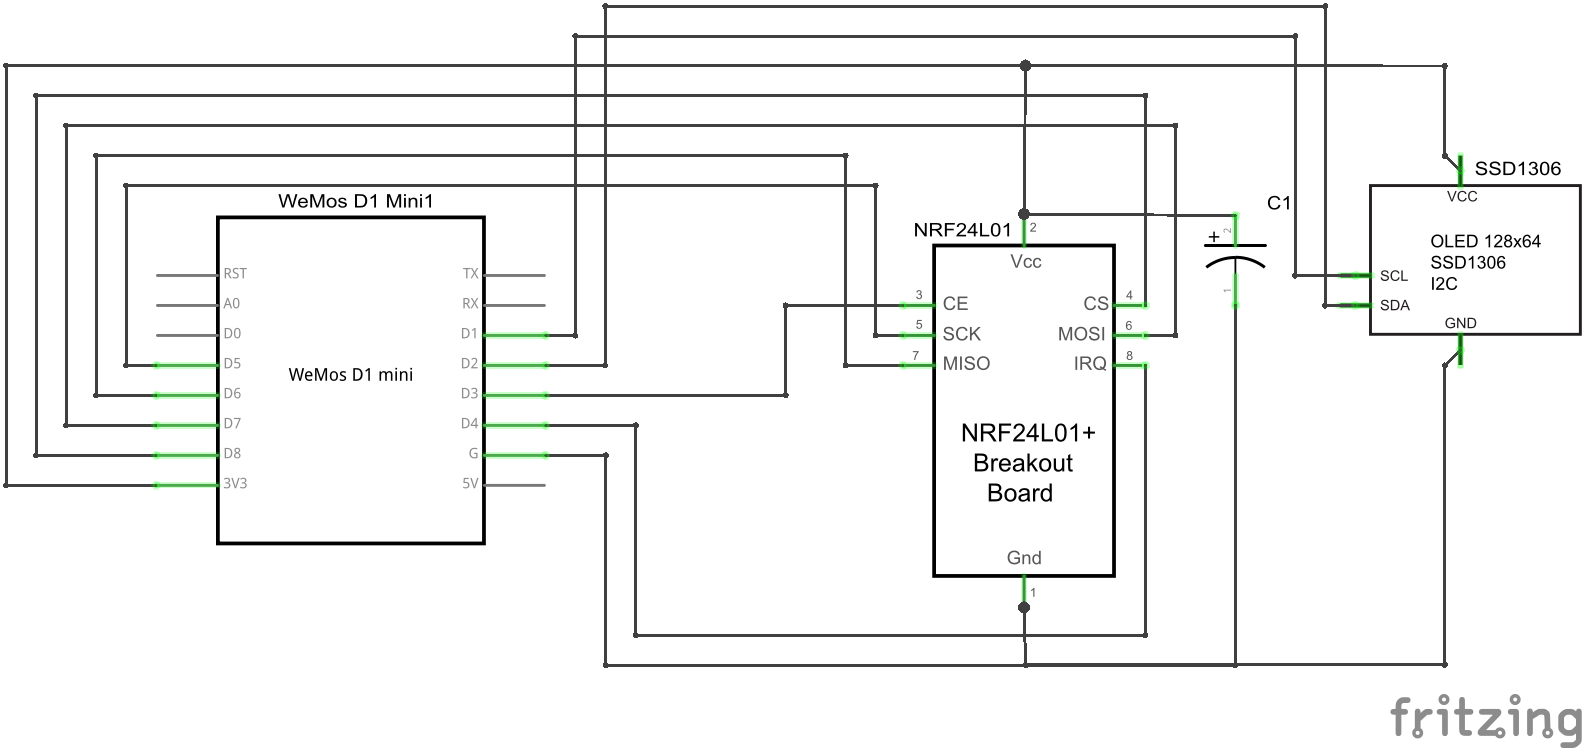 WeMos D1 Mini1
RST
A0
D0
D5
D6
D7
D8
3V3
WeMos D1 mini
TX
RX
D1
D2
D3
D4
G
5V
NRF24L01
2
Vcc
3
CE
5
SCK
7
MISO
CS
4
MOSI
6
IRQ
8
NRF24L01+
Breakout
Board
Gnd
1
C1
+
2
1
SSD1306
VCC
OLED 128x64
SSD1306
I2C
SCL
SDA
GND
fritzing